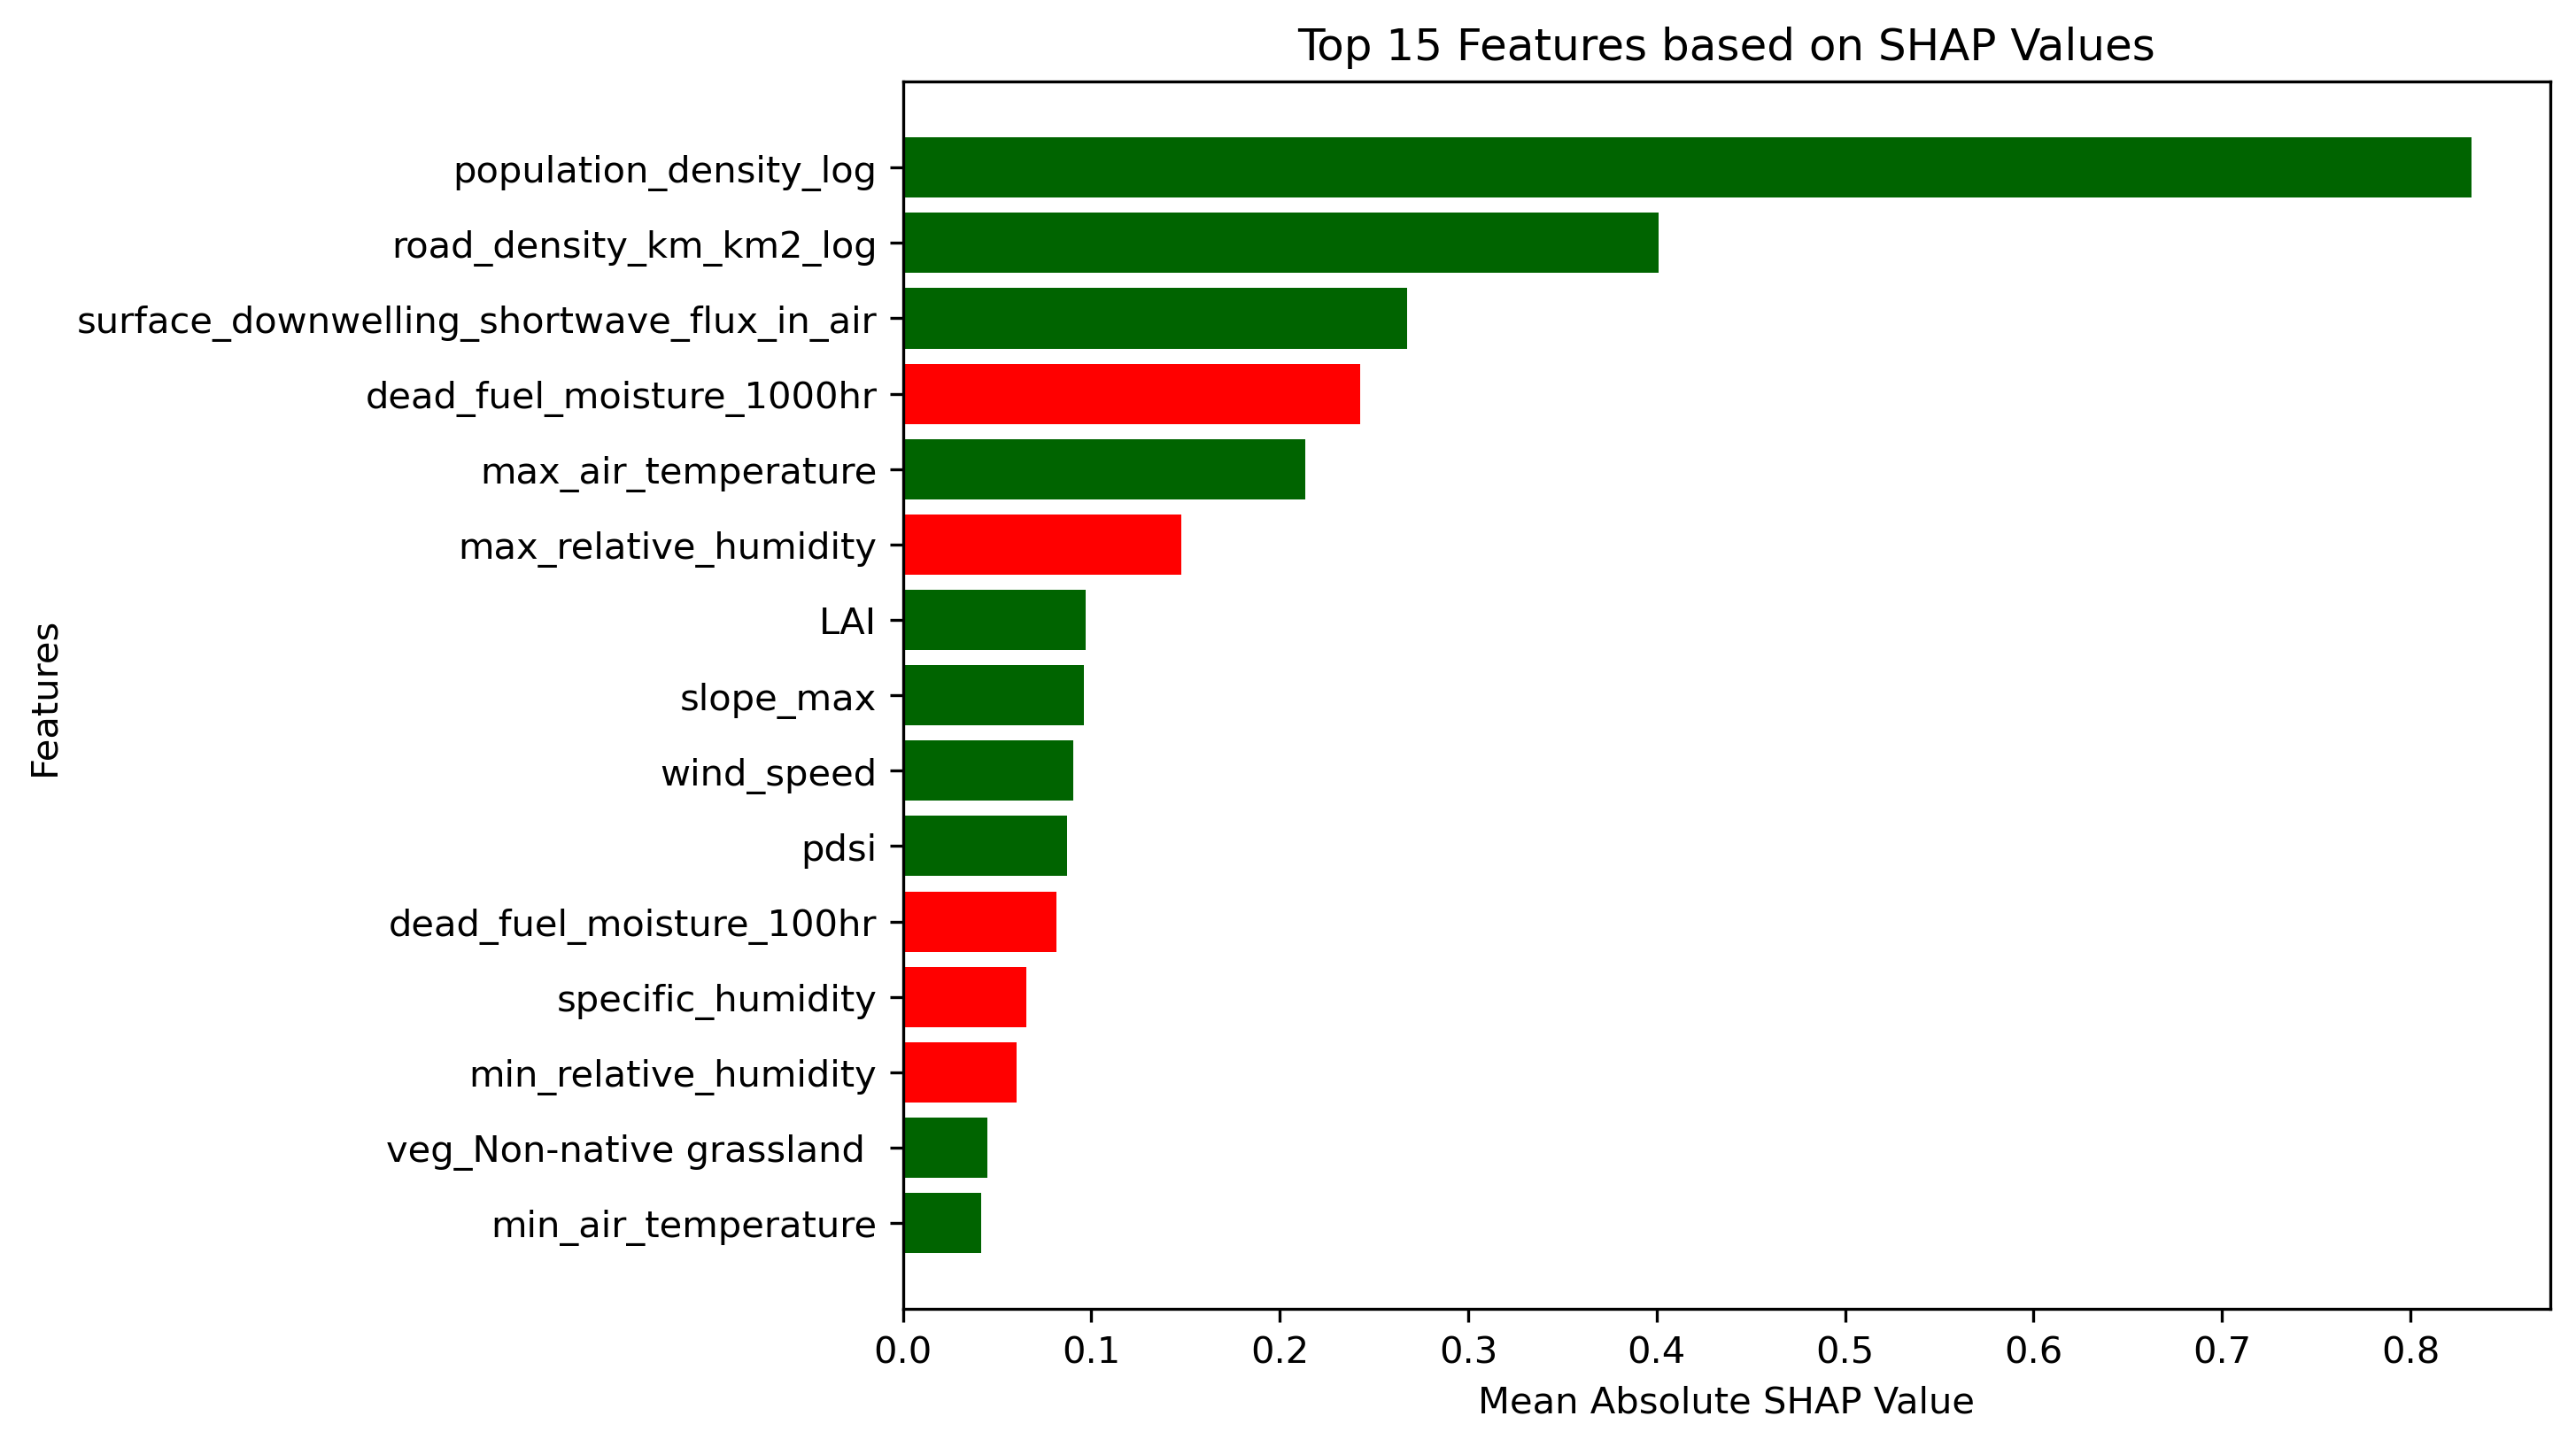 Top 15 Features based on SHAP Values
Features
population_density_log
road_density_km_km2_log
surface_downwelling_shortwave_flux_in_air
dead_fuel_moisture_1000hr
max_air_temperature
max_relative_humidity
LAI
slope_max
wind_speed
pdsi
dead_fuel_moisture_100hr
specific_humidity
min_relative_humidity
veg_Non-native grassland
min_air_temperature
0.0 0.1 0.2 0.3 0.4 0.5 0.6 0.7 0.8
Mean Absolute SHAP Value